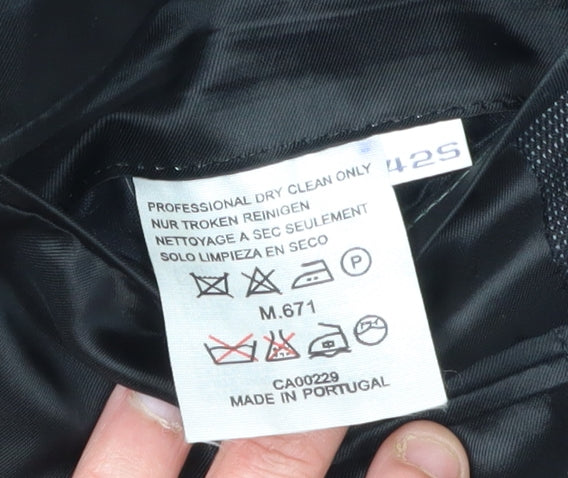 42S
PROFESSIONAL DRY CLEAN ONLY
NUR TROKEN REINIGEN
NETTOYAGE A SEC SEULEMENT
SOLO LIMPIEZA EN SECO
P
M.671
CA00229
MADE IN PORTUGAL